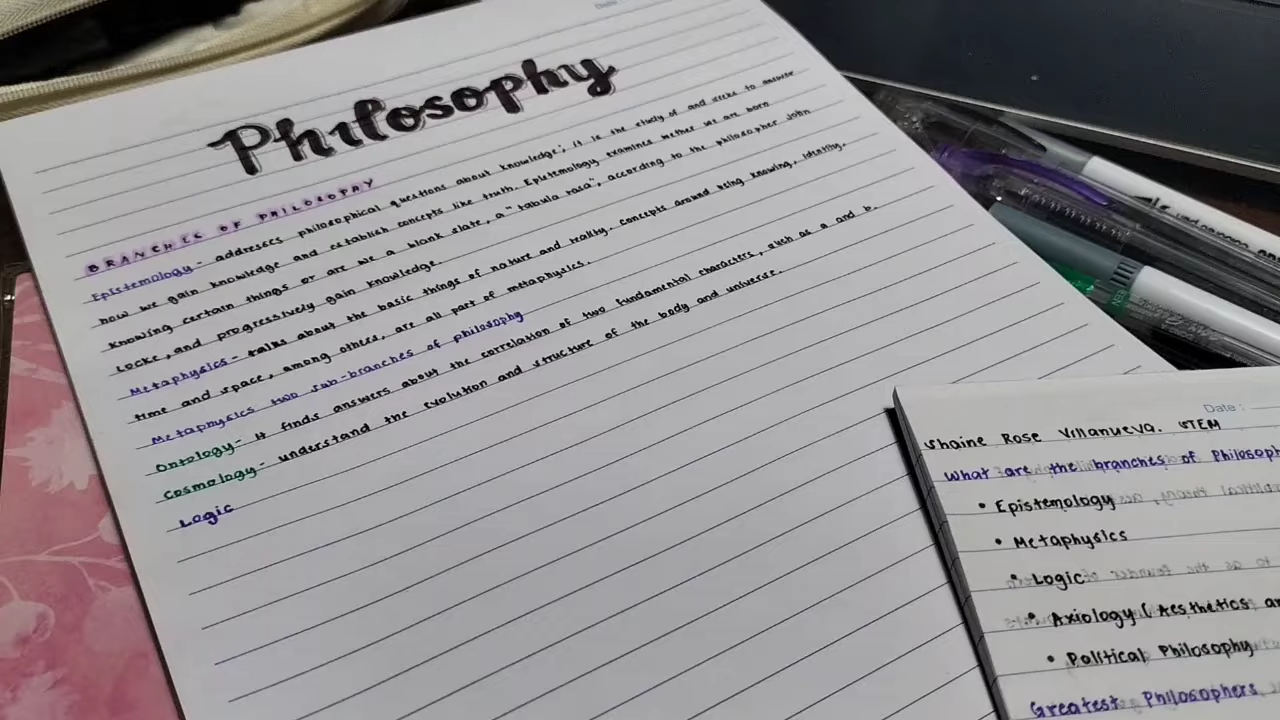 Date
Philosophy
BRANCHES OF PHILOSOPHY
Epistemology - addresses philosophical questions about knowledge; it is the study of and seeks to answer
how we gain knowledge and establish concepts like truth. Epistemology examines wether we are born
knowing certain things or are we a blank slate, a "tabula rasa", according to the philosopher John
Locke, and progressively gain knowledge.
Metaphysics - talks about the basic things of nature and reality. concepts around being knowing, identity,
time and space, among others, are all part of metaphysics.
Metaphysics two sub-branches of philosophy
Ontology - It finds answers about the correlation of two fundamental characters, such as a and b.
Cosmology - understand the evolution and structure of the body and universe.
Logic
Date :
Shaine Rose Villanueva. STEM
What are the branches of Philosoph
• Epistemology
• Metaphysics
• Logic
• Axiology ( Aesthetics an
• Political Philosophy
Greatest Philosophers